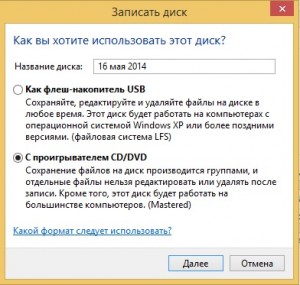 Записать диск
Как вы хотите использовать этот диск?
Название диска: 16 мая 2014
Как флеш-накопитель USB
Сохраняйте, редактируйте и удаляйте файлы на диске в
любое время. Этот диск будет работать на компьютерах с
операционной системой Windows XP или более поздними
версиями. (файловая система LFS)
С проигрывателем CD/DVD
Сохранение файлов на диск производится группами, и
отдельные файлы нельзя редактировать или удалять после
записи. Кроме того, этот диск будет работать на
большинстве компьютеров. (Mastered)
Какой формат следует использовать?
Далее Отмена